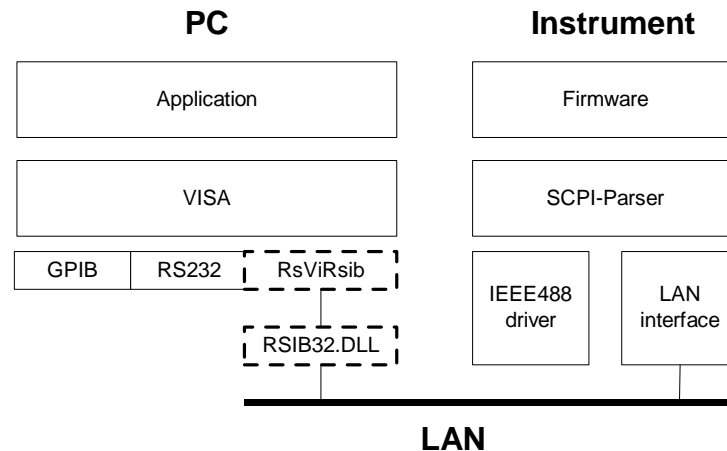 PC
Instrument
Application
Firmware
VISA
SCPI-Parser
GPIB
RS232
RsViRsib
IEEE488
driver
LAN
interface
RSIB32.DLL
LAN